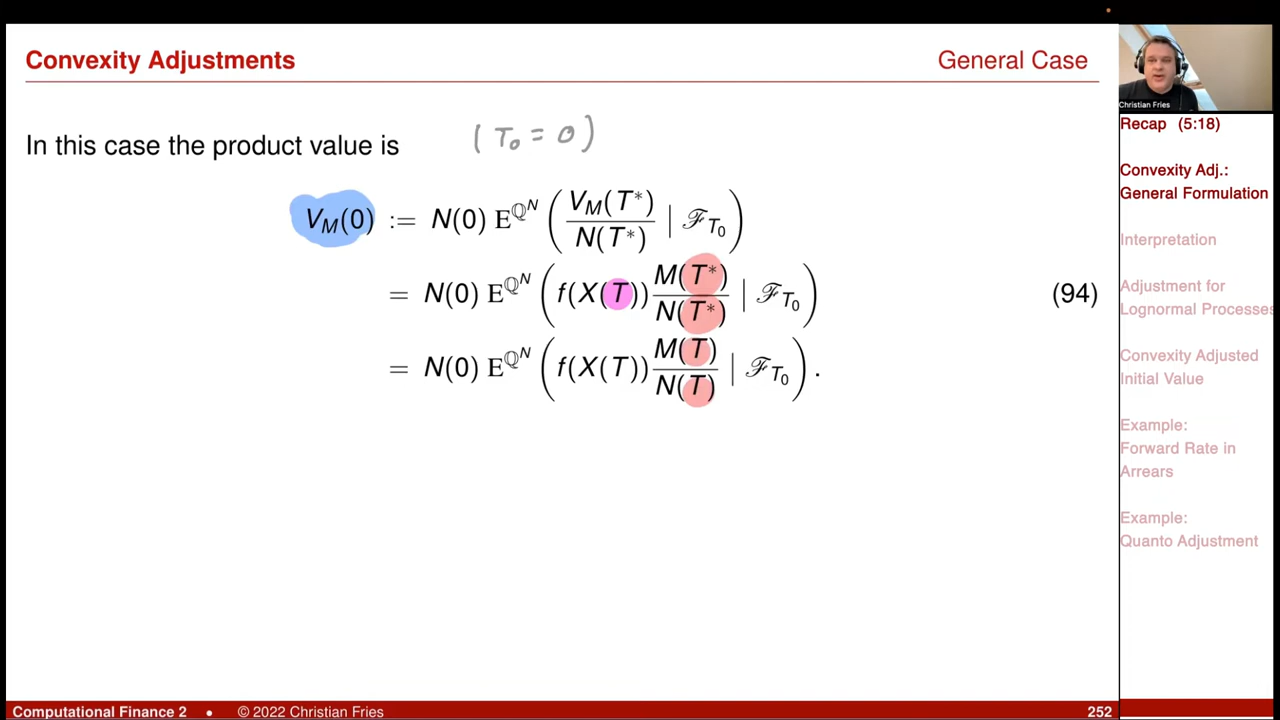 Convexity Adjustments General Case
In this case the product value is ( T₀ = 0 )
V_M(0) := N(0) E^{ℚ^N} ( V_M(T*) / N(T*) | ℱ_{T₀} )
= N(0) E^{ℚ^N} ( f(X(T)) M(T*) / N(T*) | ℱ_{T₀} ) (94)
= N(0) E^{ℚ^N} ( f(X(T)) M(T) / N(T) | ℱ_{T₀} ) .
Christian Fries
Recap (5:18)
Convexity Adj.:
General Formulation
Interpretation
Adjustment for
Lognormal Processes
Convexity Adjusted
Initial Value
Example:
Forward Rate in
Arrears
Example:
Quanto Adjustment
Computational Finance 2 • © 2022 Christian Fries 252